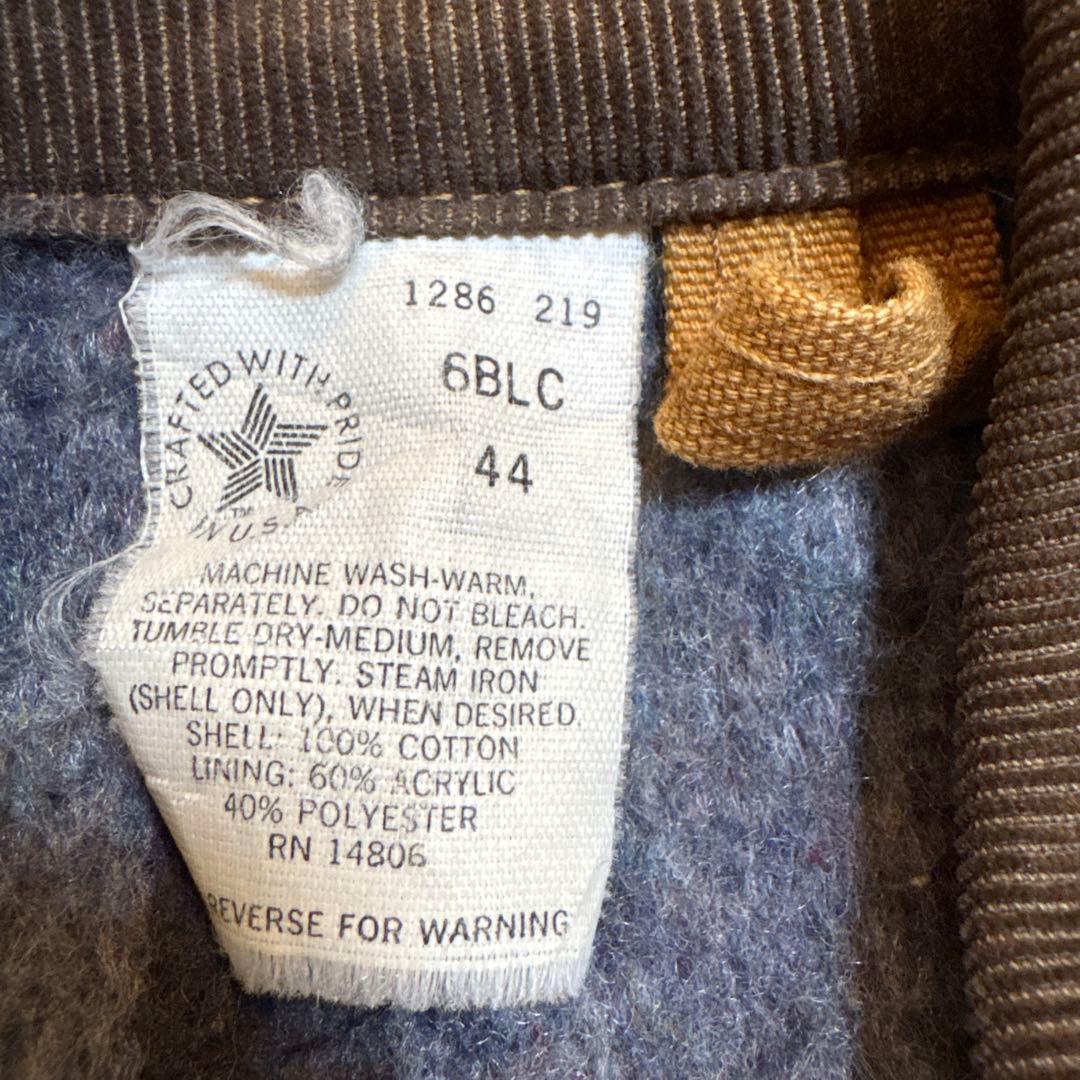 1286 219
6BLC
44
CRAFTED WITH PRIDE
IN U.S.A
TM
MACHINE WASH-WARM,
SEPARATELY. DO NOT BLEACH.
TUMBLE DRY-MEDIUM, REMOVE
PROMPTLY. STEAM IRON
(SHELL ONLY), WHEN DESIRED.
SHELL: 100% COTTON
LINING: 60% ACRYLIC
40% POLYESTER
RN 14806
REVERSE FOR WARNING